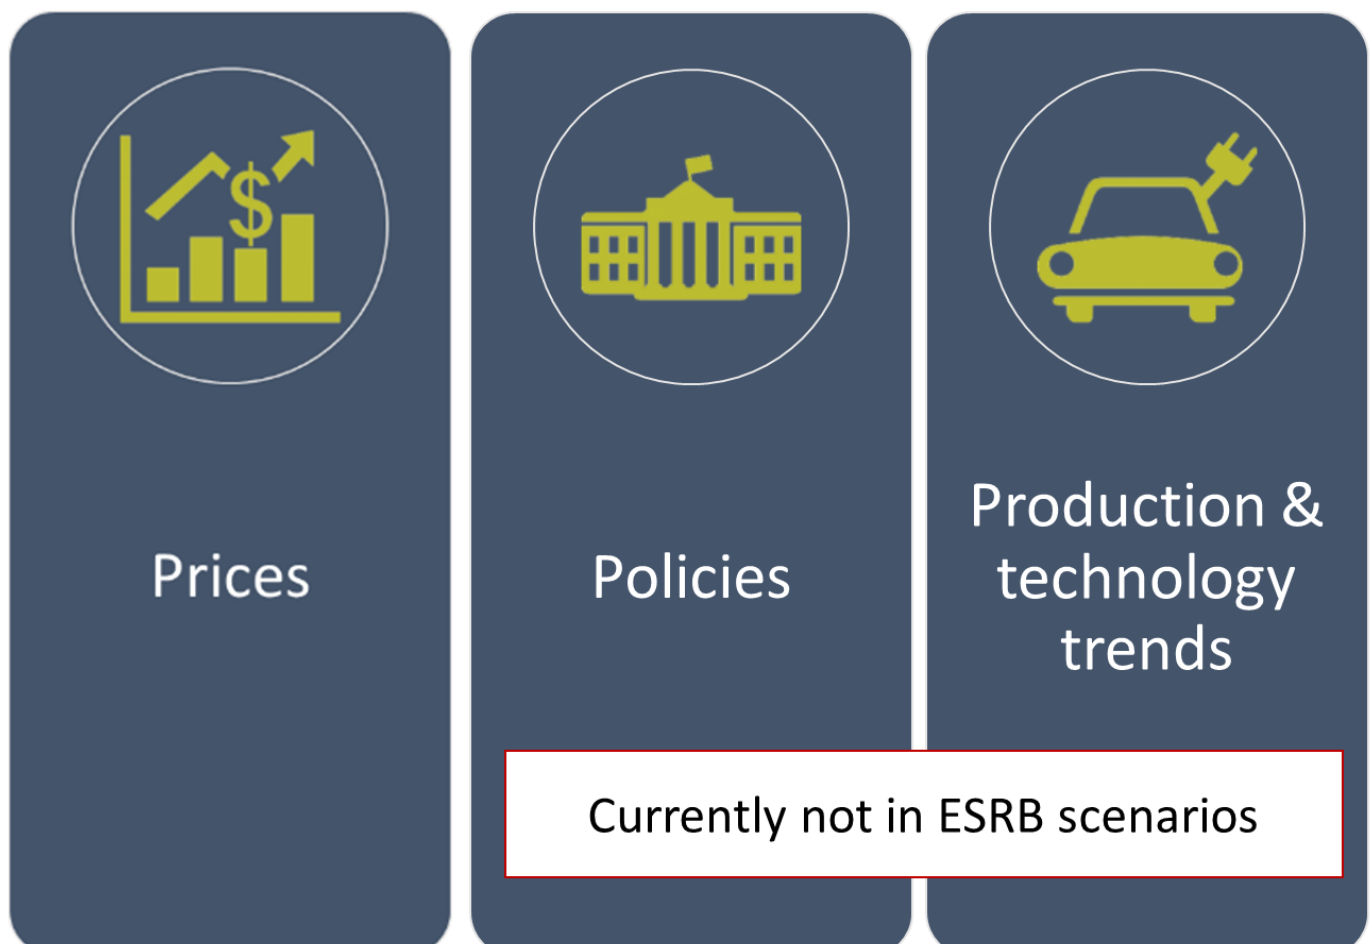 Prices
Policies
Production &
technology
trends
Currently not in ESRB scenarios